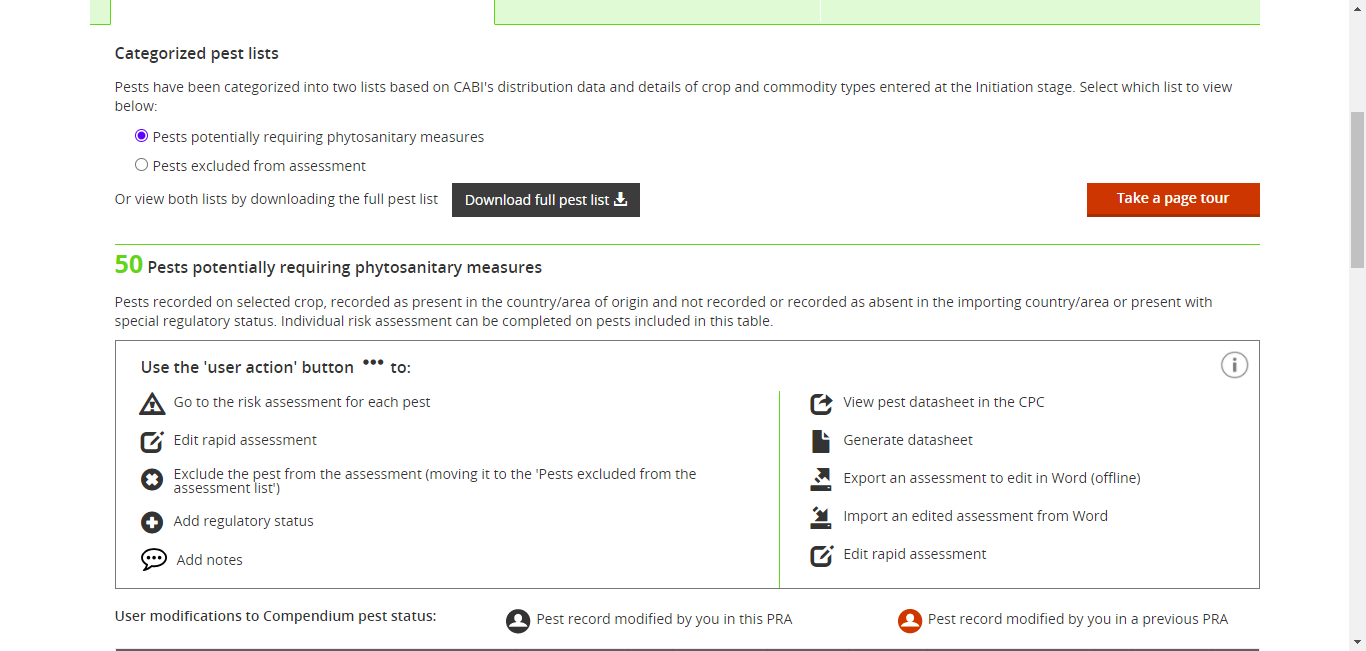 Categorized pest lists
Pests have been categorized into two lists based on CABI's distribution data and details of crop and commodity types entered at the Initiation stage. Select which list to view
below:
Pests potentially requiring phytosanitary measures
Pests excluded from assessment
Or view both lists by downloading the full pest list
Download full pest list
Take a page tour
50 Pests potentially requiring phytosanitary measures
Pests recorded on selected crop, recorded as present in the country/area of origin and not recorded or recorded as absent in the importing country/area or present with
special regulatory status. Individual risk assessment can be completed on pests included in this table.
Use the 'user action' button ••• to:
Go to the risk assessment for each pest
Edit rapid assessment
Exclude the pest from the assessment (moving it to the 'Pests excluded from the
assessment list')
Add regulatory status
Add notes
View pest datasheet in the CPC
Generate datasheet
Export an assessment to edit in Word (offline)
Import an edited assessment from Word
Edit rapid assessment
User modifications to Compendium pest status:
Pest record modified by you in this PRA
Pest record modified by you in a previous PRA